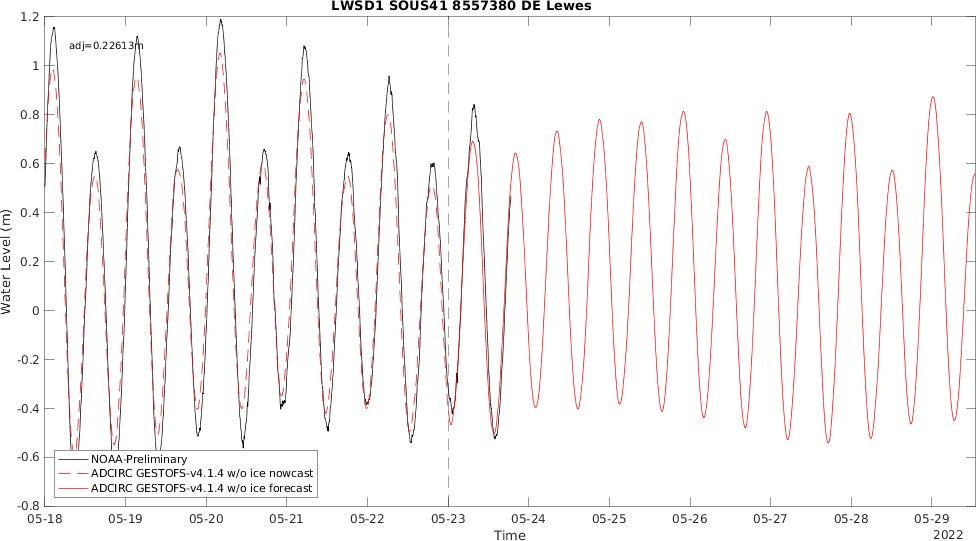 LWSD1 SOUS41 8557380 DE Lewes
adj=0.22613m
Water Level (m)
1.2
1
0.8
0.6
0.4
0.2
0
-0.2
-0.4
-0.6
-0.8
NOAA-Preliminary
ADCIRC GESTOFS-v4.1.4 w/o ice nowcast
ADCIRC GESTOFS-v4.1.4 w/o ice forecast
05-18 05-19 05-20 05-21 05-22 05-23 05-24 05-25 05-26 05-27 05-28 05-29
Time
2022